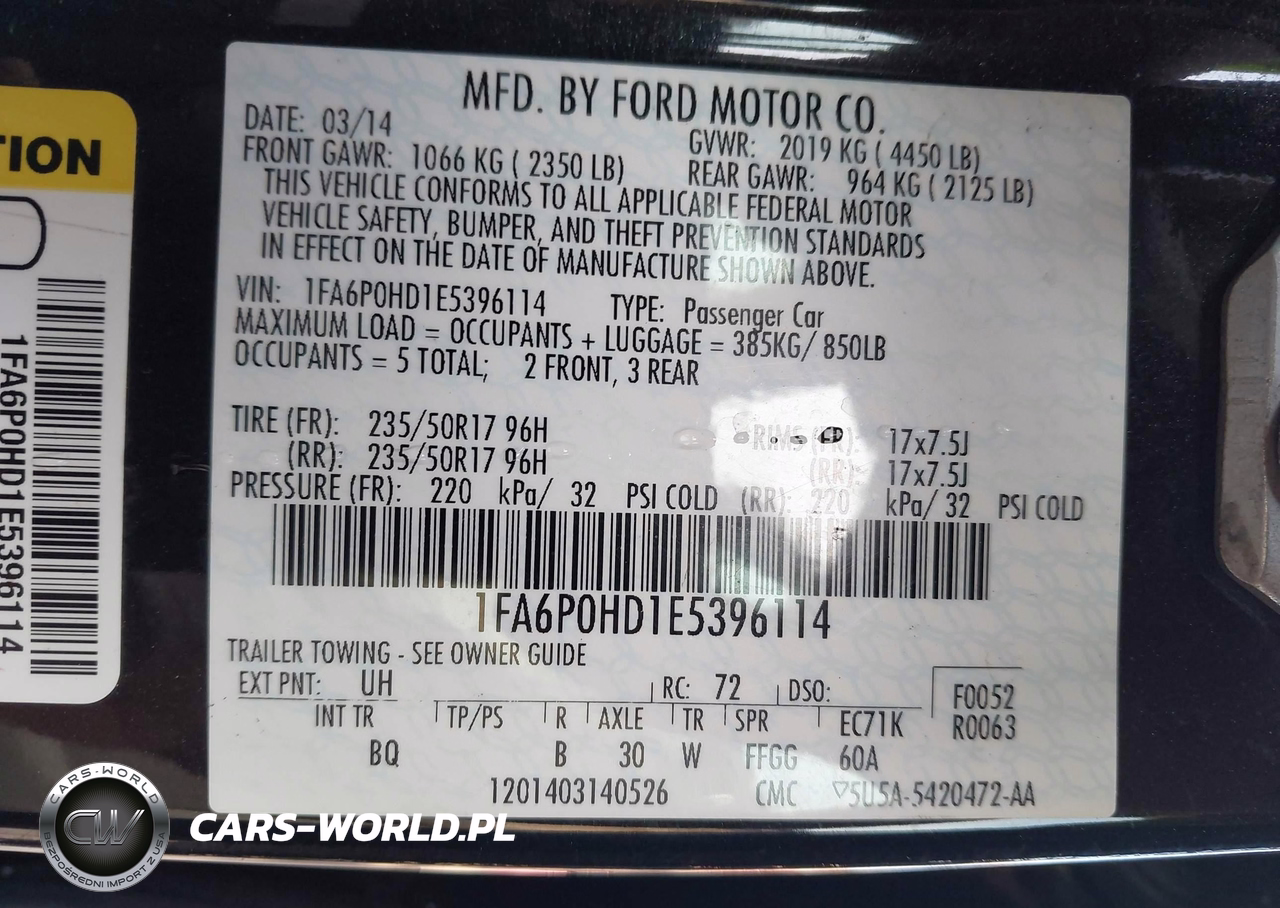 TION
1FA6P0HD1E5396114
MFD. BY FORD MOTOR CO.
DATE: 03/14 GVWR: 2019 KG ( 4450 LB)
FRONT GAWR: 1066 KG ( 2350 LB) REAR GAWR: 964 KG ( 2125 LB)
THIS VEHICLE CONFORMS TO ALL APPLICABLE FEDERAL MOTOR
VEHICLE SAFETY, BUMPER, AND THEFT PREVENTION STANDARDS
IN EFFECT ON THE DATE OF MANUFACTURE SHOWN ABOVE.
VIN: 1FA6P0HD1E5396114 TYPE: Passenger Car
MAXIMUM LOAD = OCCUPANTS + LUGGAGE = 385KG/ 850LB
OCCUPANTS = 5 TOTAL; 2 FRONT, 3 REAR
TIRE (FR): 235/50R17 96H RIMS (FR): 17x7.5J
(RR): 235/50R17 96H (RR): 17x7.5J
PRESSURE (FR): 220 kPa/ 32 PSI COLD (RR): 220 kPa/ 32 PSI COLD
1FA6P0HD1E5396114
TRAILER TOWING - SEE OWNER GUIDE
EXT PNT: UH RC: 72 DSO: F0052
INT TR TP/PS R AXLE TR SPR EC71K R0063
BQ B 30 W FFGG 60A
1201403140526 CMC ▽5U5A-5420472-AA
CARS-WORLD
CW
BEZPOŚREDNI IMPORT Z USA
CARS-WORLD.PL